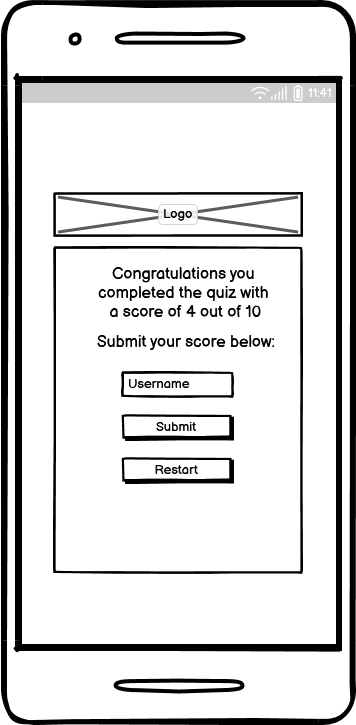 11:41
Logo
Congratulations you
completed the quiz with
a score of 4 out of 10
Submit your score below:
Username
Submit
Restart